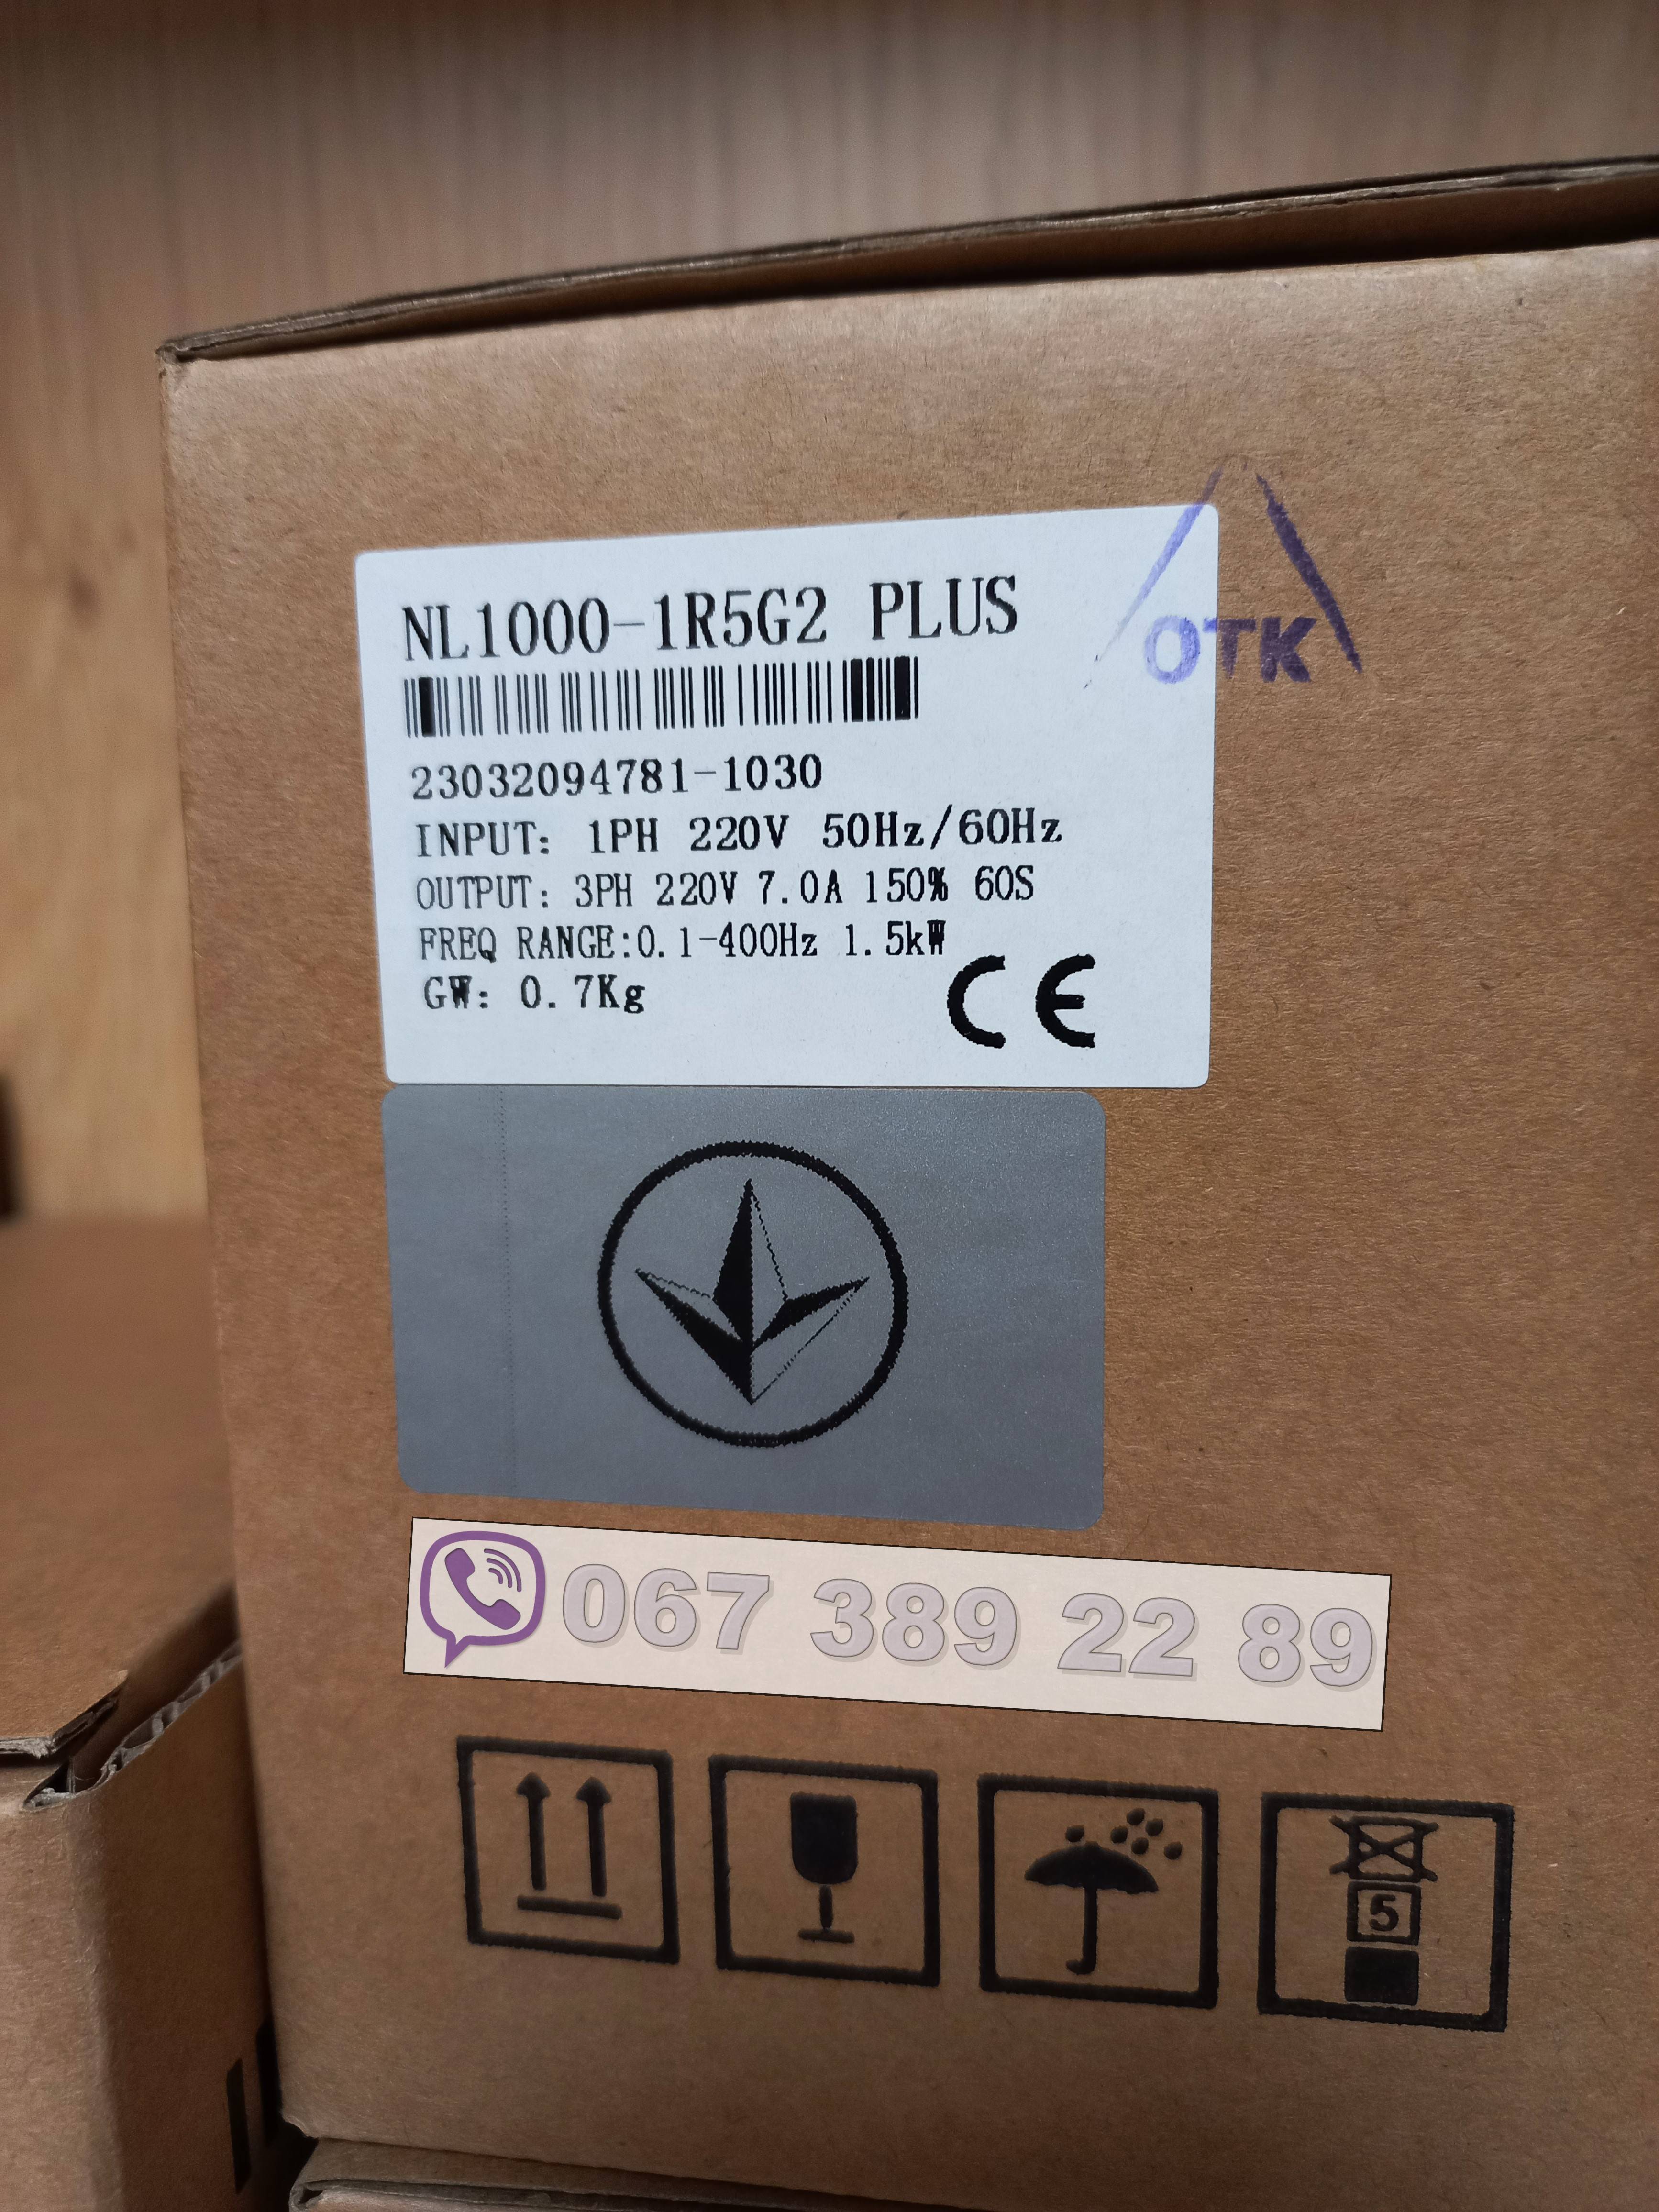 NL1000-1R5G2 PLUS
ОТК
23032094781-1030
INPUT: 1PH 220V 50Hz/60Hz
OUTPUT: 3PH 220V 7.0A 150% 60S
FREQ RANGE:0.1-400Hz 1.5kW
GW: 0.7Kg
CE
067 389 22 89
5